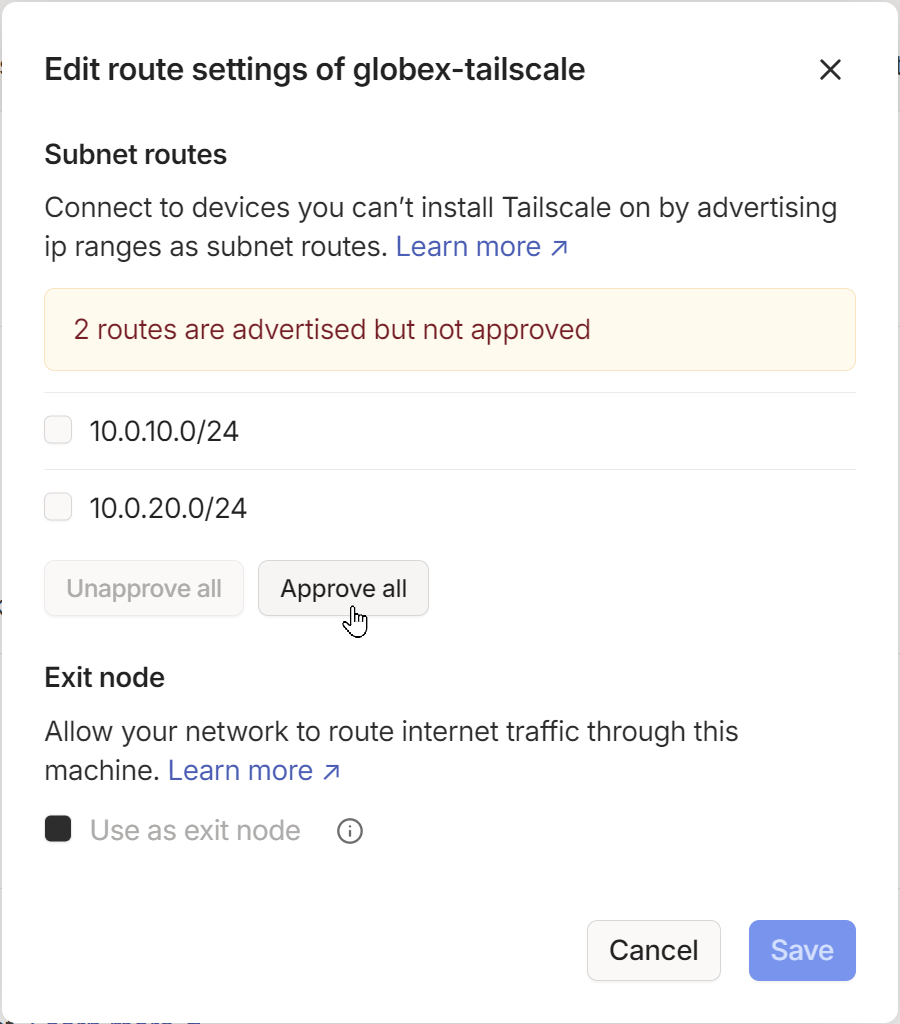 Edit route settings of globex-tailscale
Subnet routes
Connect to devices you can’t install Tailscale on by advertising
ip ranges as subnet routes. Learn more ↗
2 routes are advertised but not approved
10.0.10.0/24
10.0.20.0/24
Unapprove all
Approve all
Exit node
Allow your network to route internet traffic through this
machine. Learn more ↗
Use as exit node
Cancel
Save